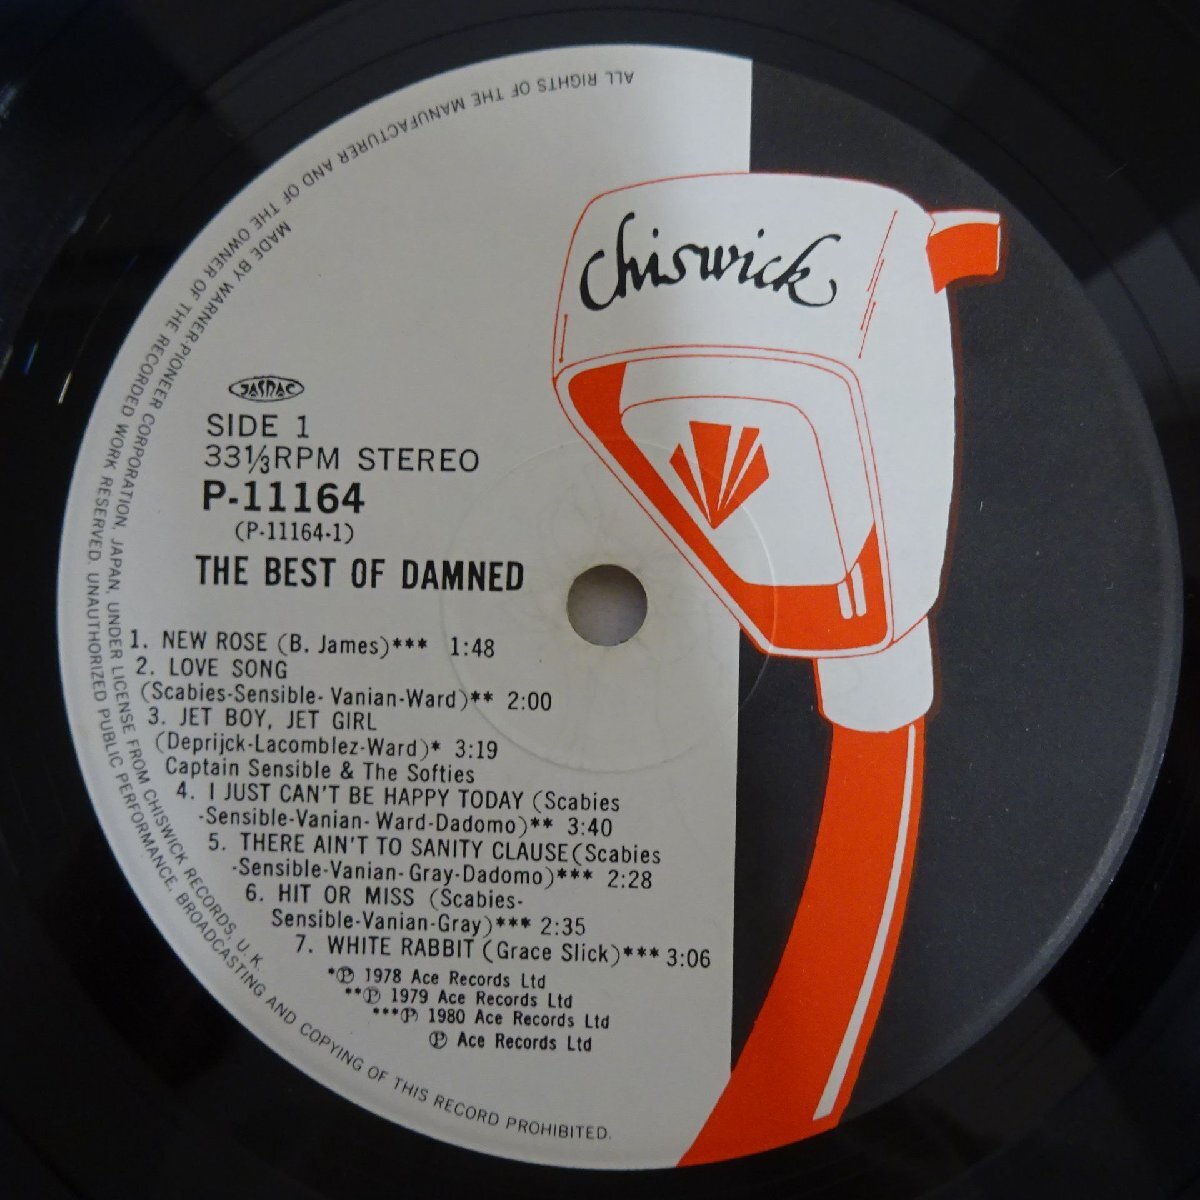 chiswick
JASRAC
SIDE 1
33⅓RPM STEREO
P-11164
(P-11164-1)
THE BEST OF DAMNED
1. NEW ROSE (B. James)*** 1:48
2. LOVE SONG
(Scabies-Sensible- Vanian-Ward)** 2:00
3. JET BOY, JET GIRL
(Deprijck-Lacomblez-Ward)* 3:19
Captain Sensible & The Softies
4. I JUST CAN'T BE HAPPY TODAY (Scabies
-Sensible-Vanian- Ward-Dadomo)** 3:40
5. THERE AIN'T TO SANITY CLAUSE(Scabies
-Sensible-Vanian- Gray-Dadomo)*** 2:28
6. HIT OR MISS (Scabies-
Sensible-Vanian-Gray)*** 2:35
7. WHITE RABBIT (Grace Slick)*** 3:06
*Ⓟ 1978 Ace Records Ltd
**Ⓟ 1979 Ace Records Ltd
***Ⓟ 1980 Ace Records Ltd
Ⓟ Ace Records Ltd
MADE BY WARNER-PIONEER CORPORATION, JAPAN, UNDER LICENSE FROM CHISWICK RECORDS, U. K.
ALL RIGHTS OF THE MANUFACTURER AND OF THE OWNER OF THE RECORDED WORK RESERVED. UNAUTHORIZED PUBLIC PERFORMANCE, BROADCASTING AND COPYING OF THIS RECORD PROHIBITED.